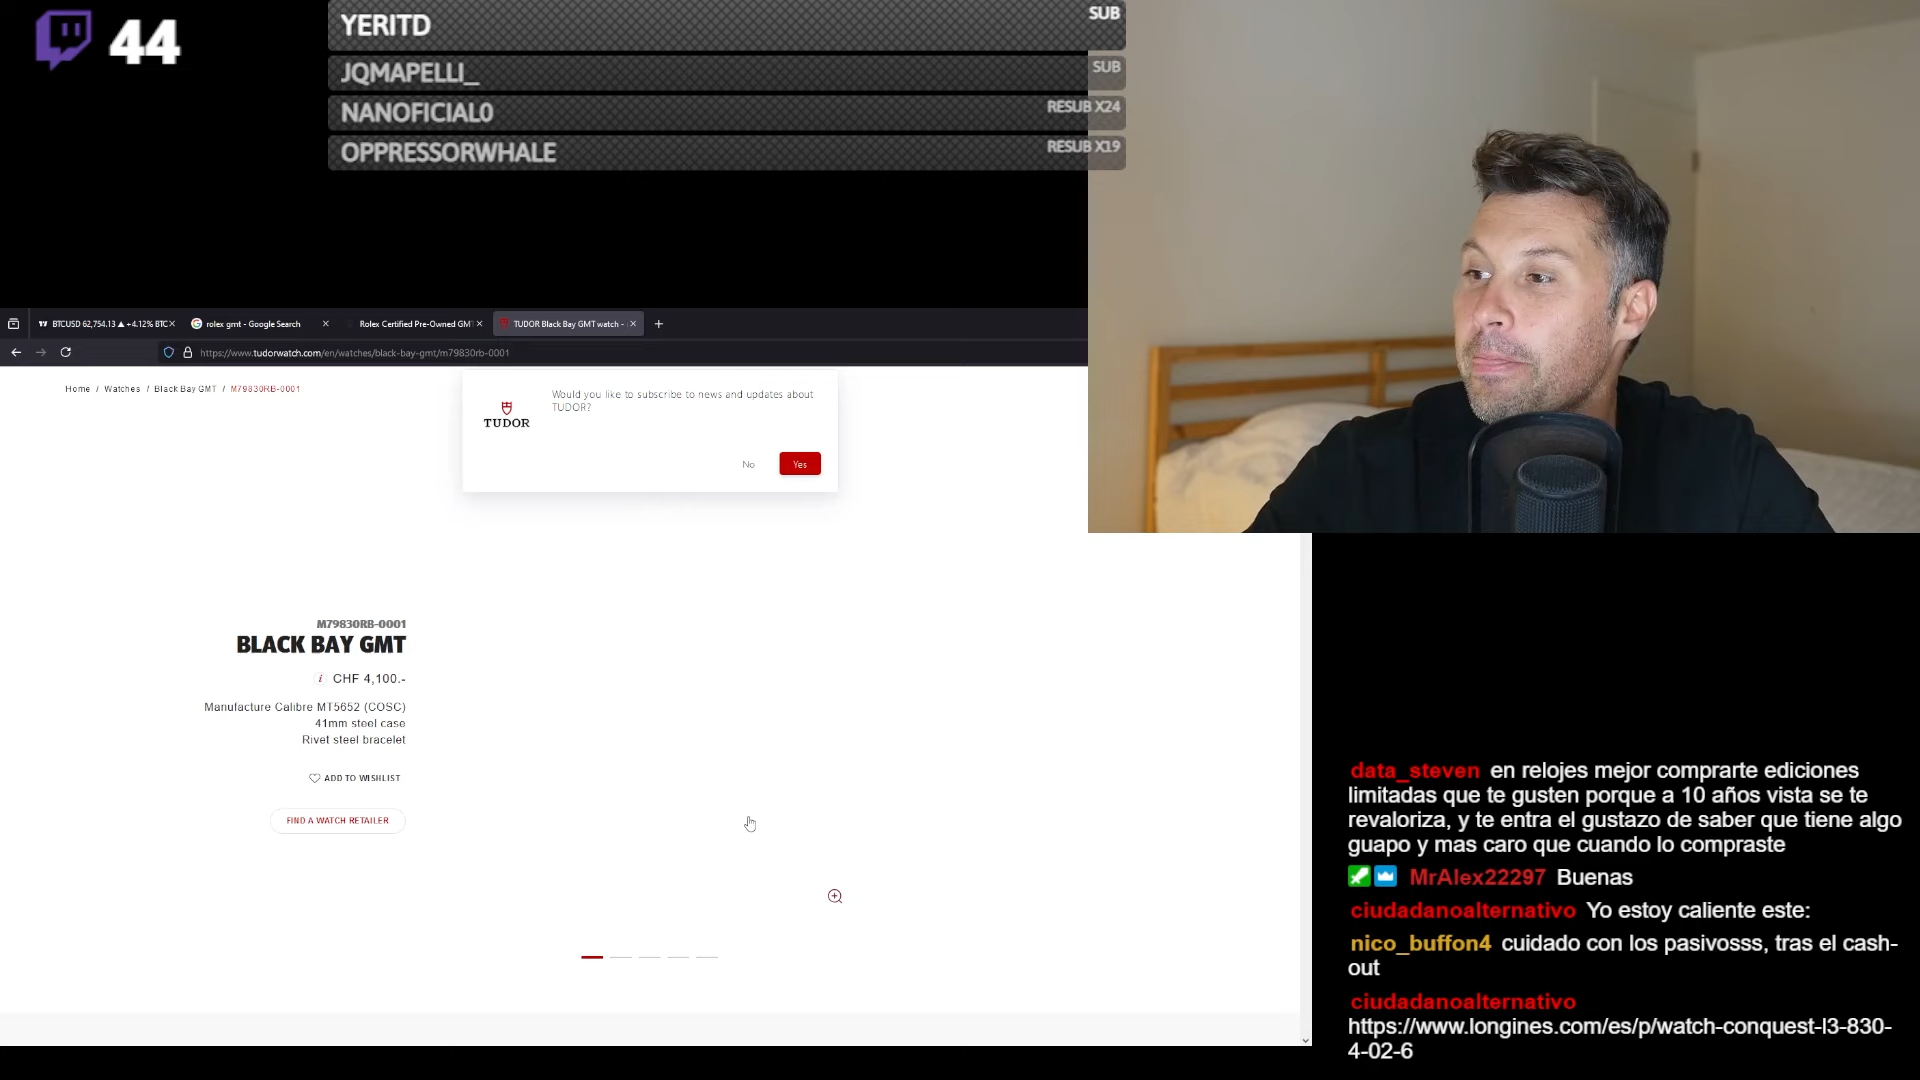 44
YERITD SUB
JQMAPELLI_ SUB
NANOFICIAL0 RESUB X24
OPPRESSORWHALE RESUB X19
BTCUSD 62,754.13 ▲ +4.12% BTC
rolex gmt - Google Search
Rolex Certified Pre-Owned GMT
TUDOR Black Bay GMT watch -
https://www.tudorwatch.com/en/watches/black-bay-gmt/m79830rb-0001
Home / Watches / Black Bay GMT / M79830RB-0001
TUDOR
Would you like to subscribe to news and updates about
TUDOR?
No
Yes
M79830RB-0001
BLACK BAY GMT
i CHF 4,100.-
Manufacture Calibre MT5652 (COSC)
41mm steel case
Rivet steel bracelet
ADD TO WISHLIST
FIND A WATCH RETAILER
data_steven en relojes mejor comprarte ediciones
limitadas que te gusten porque a 10 años vista se te
revaloriza, y te entra el gustazo de saber que tiene algo
guapo y mas caro que cuando lo compraste
MrAlex22297 Buenas
ciudadanoalternativo Yo estoy caliente este:
nico_buffon4 cuidado con los pasivosss, tras el cash-
out
ciudadanoalternativo
https://www.longines.com/es/p/watch-conquest-l3-830-
4-02-6